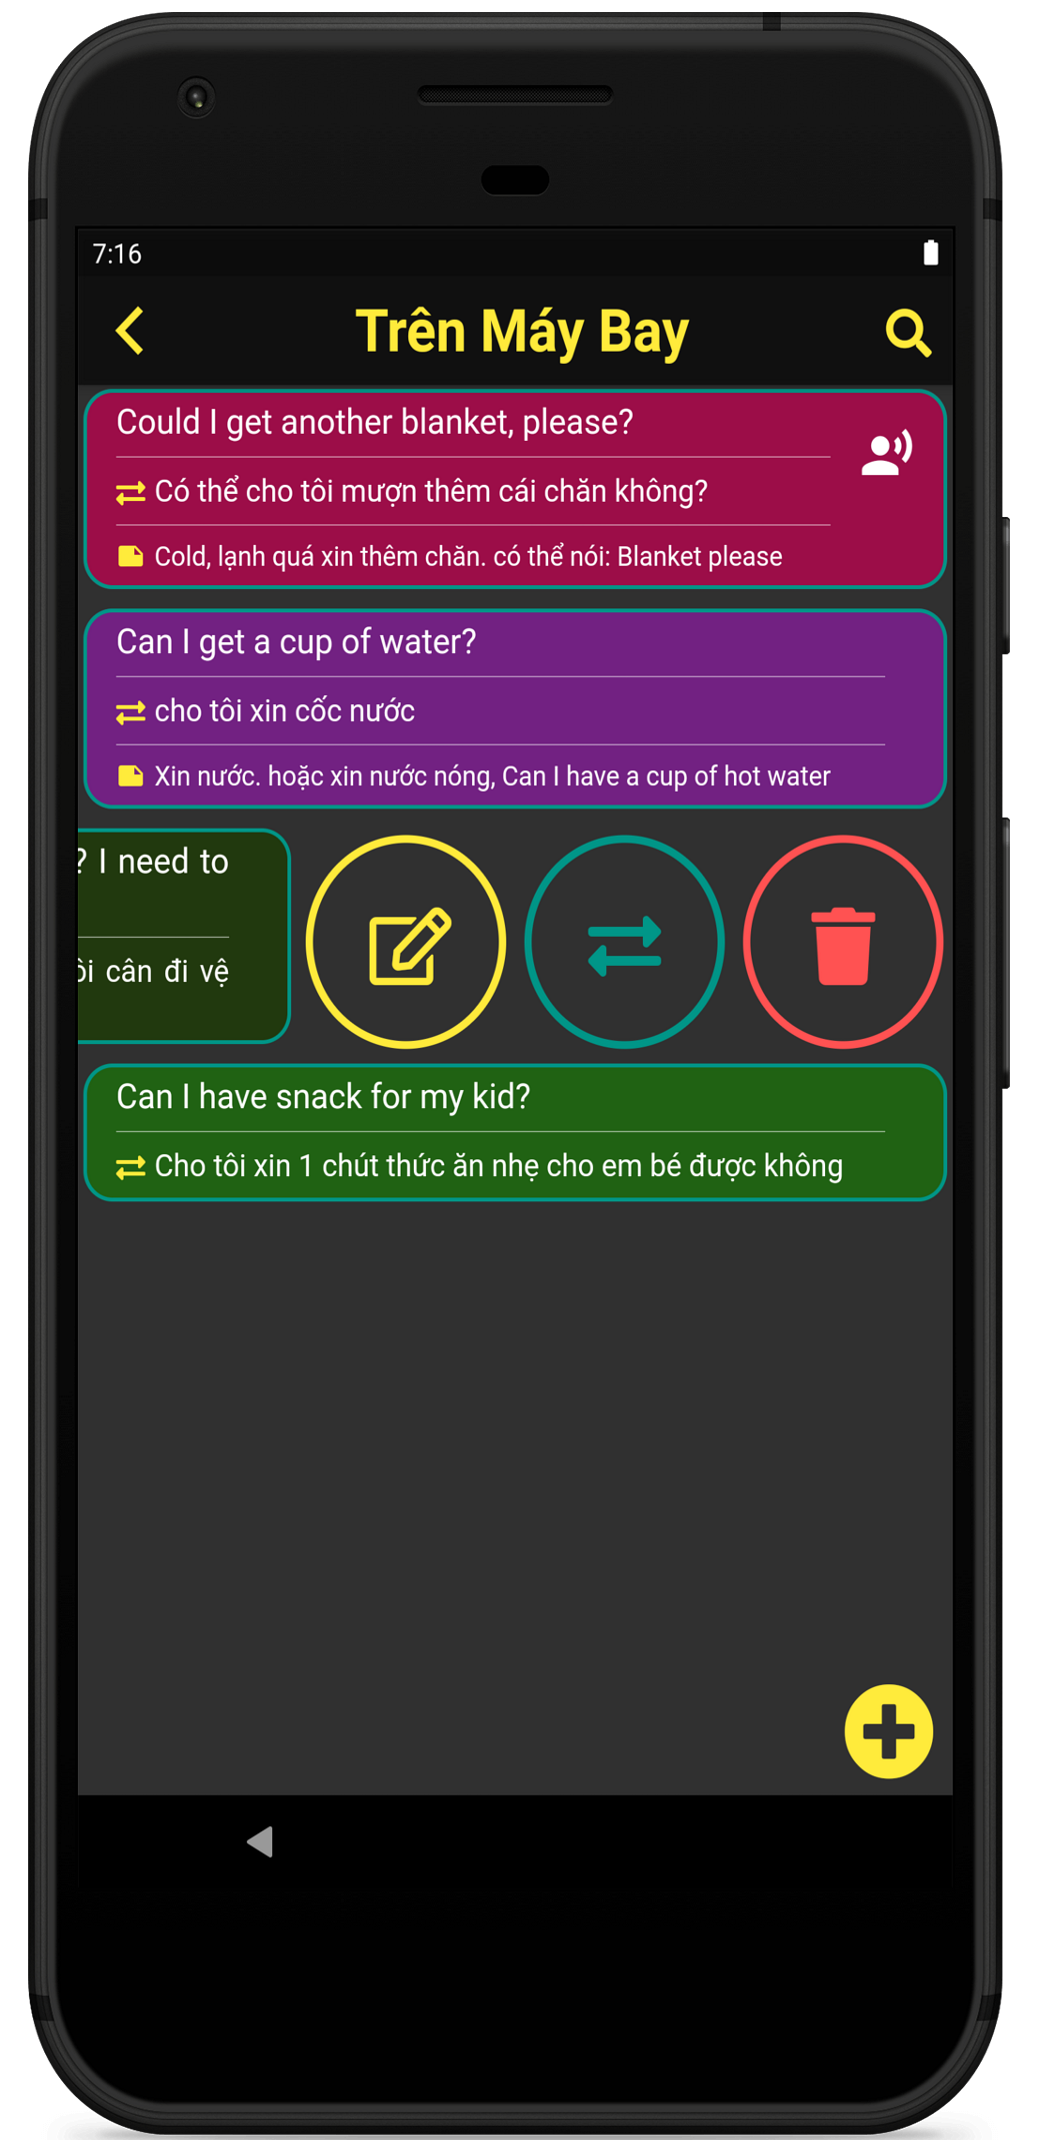 7:16
Trên Máy Bay
Could I get another blanket, please?
Có thể cho tôi mượn thêm cái chăn không?
Cold, lạnh quá xin thêm chăn. có thể nói: Blanket please
Can I get a cup of water?
cho tôi xin cốc nước
Xin nước. hoặc xin nước nóng, Can I have a cup of hot water
? I need to
ôi cân đi vệ
Can I have snack for my kid?
Cho tôi xin 1 chút thức ăn nhẹ cho em bé được không